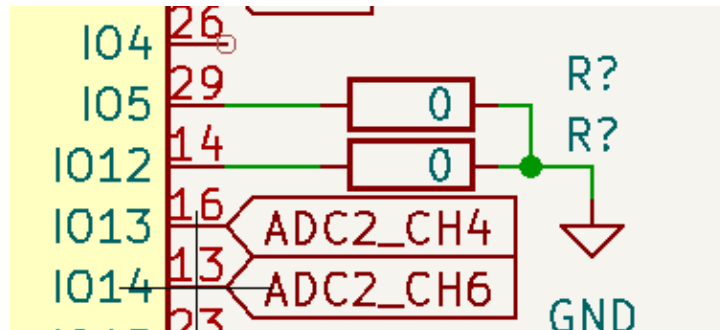 26
IO4
29
IO5
0
R?
14
IO12
0
R?
16
IO13
ADC2_CH4
13
IO14
ADC2_CH6
23
GND